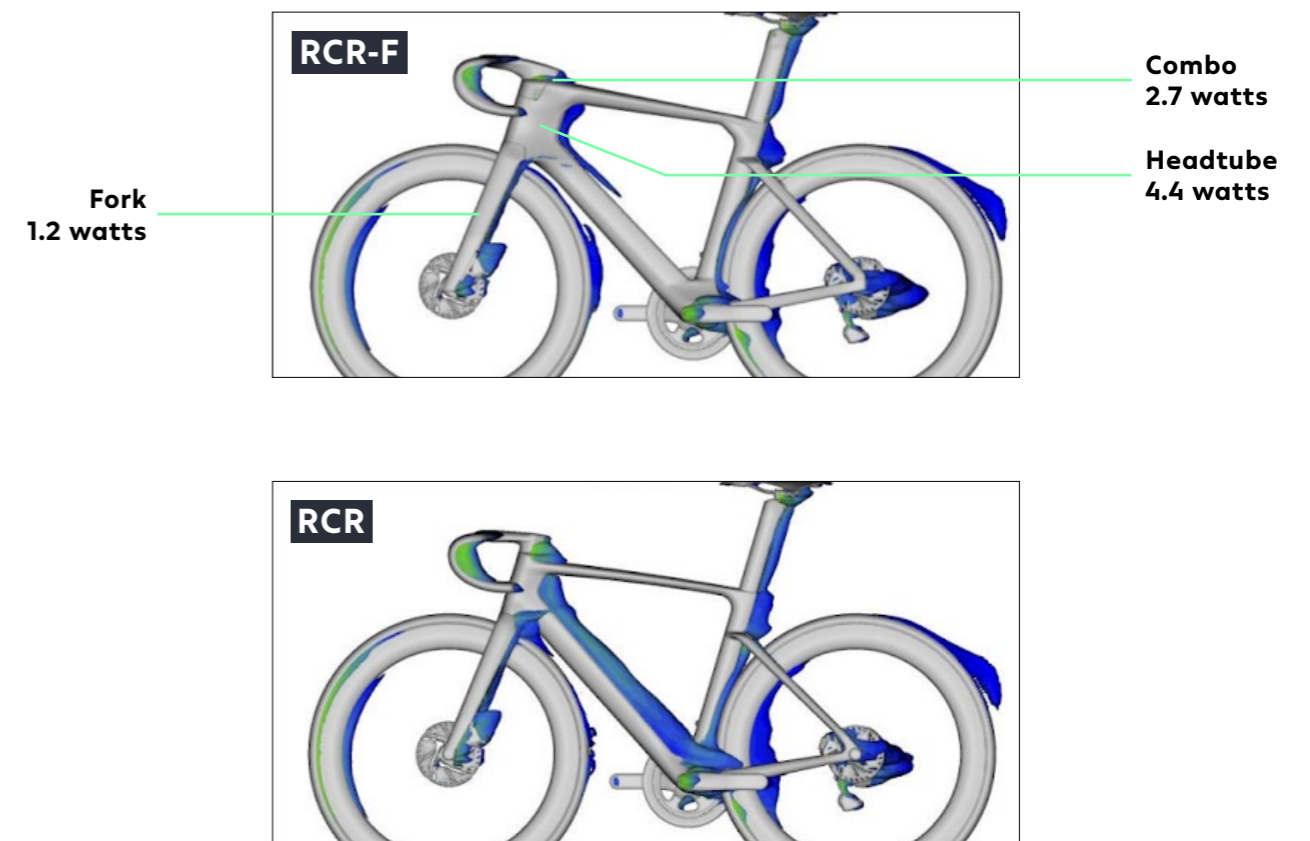 RCR-F
Combo
2.7 watts
Headtube
4.4 watts
Fork
1.2 watts
RCR